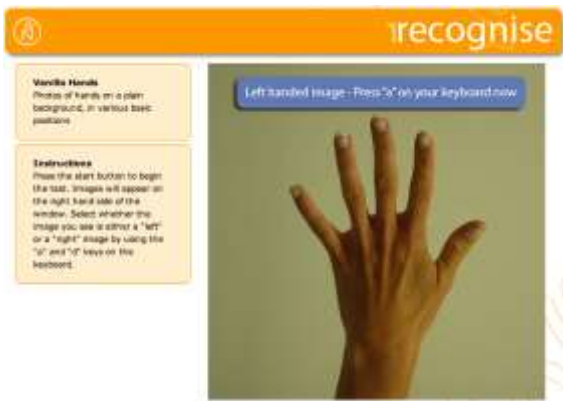 recognise
Vanilla Hands
Photos of hands on a plain
background, in various basic
positions
Instructions
Press the start button to begin
the task. Images will appear on
the right hand side of the
window. Select whether the
image you see is either a "left"
or a "right" image by using the
"a" and "d" keys on the
keyboard.
Left handed image - Press "a" on your keyboard now